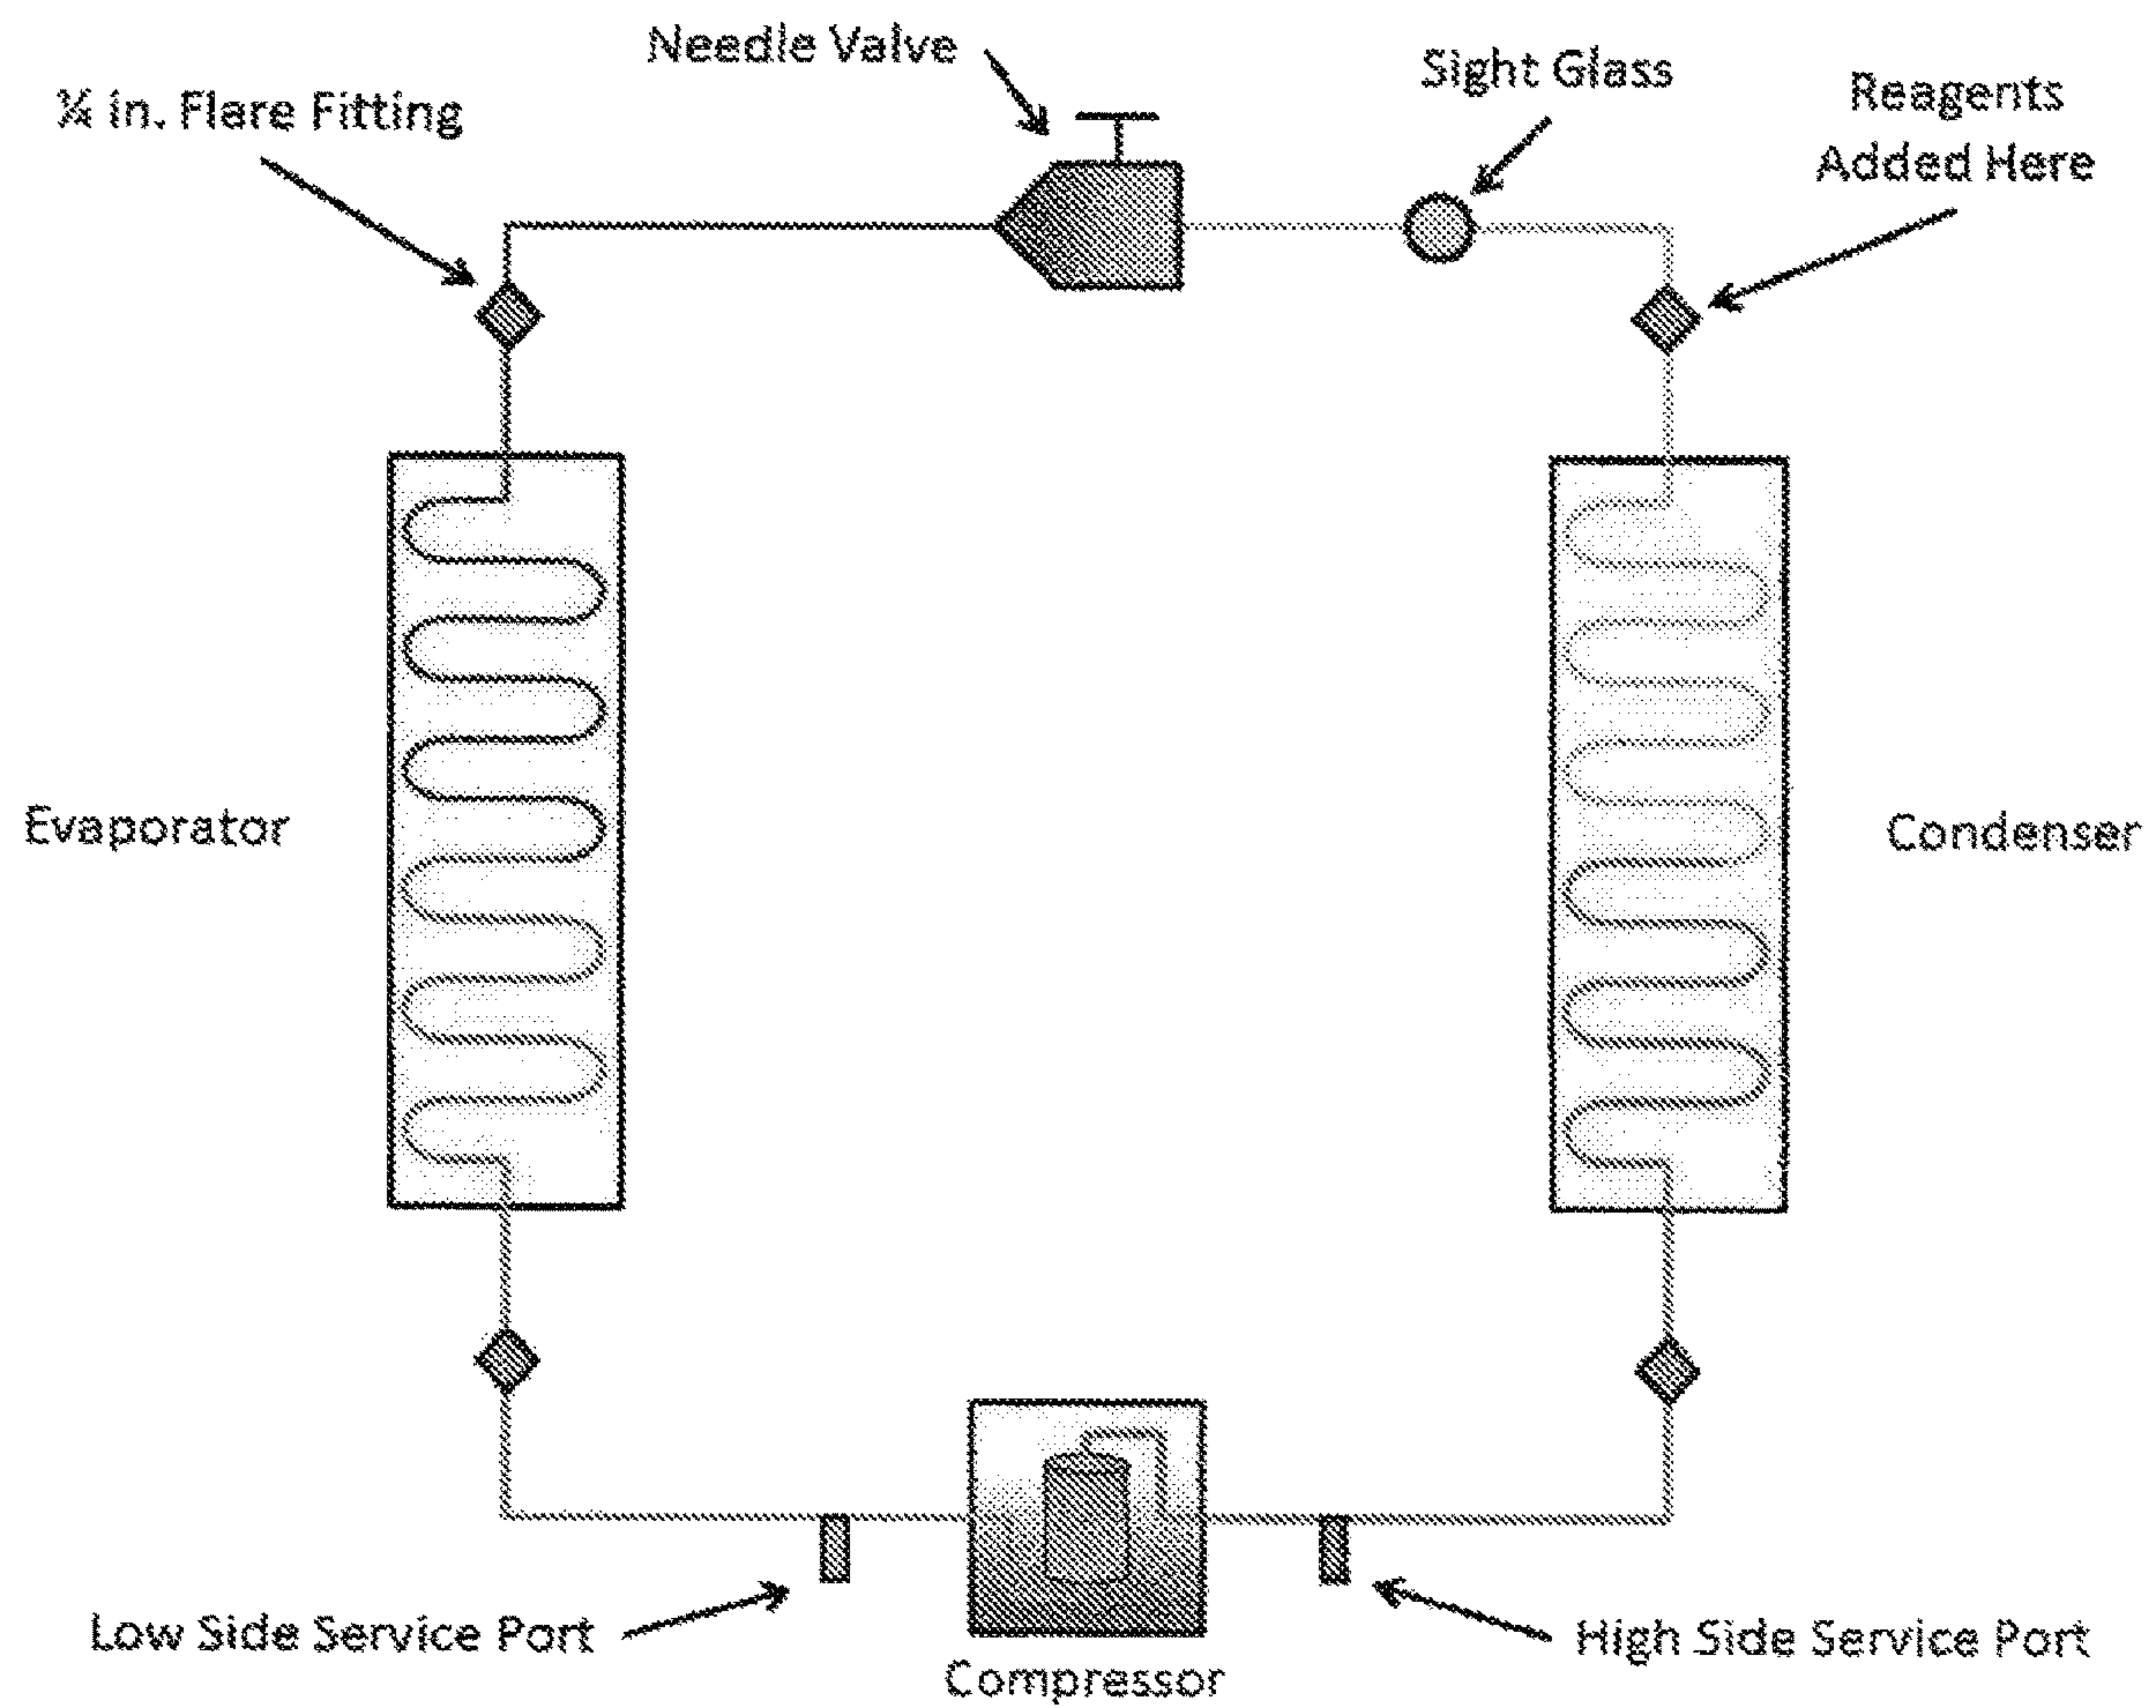 Needle Valve
Sight Glass
¼ in. Flare Fitting
Reagents
Added Here
Evaporator
Condenser
Low Side Service Port
High Side Service Port
Compressor